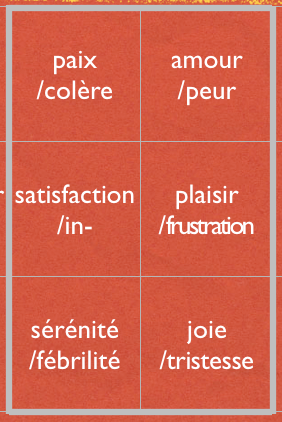 paix
/colère
amour
/peur
r
satisfaction
/in-
plaisir
/frustration
sérénité
/fébrilité
joie
/tristesse